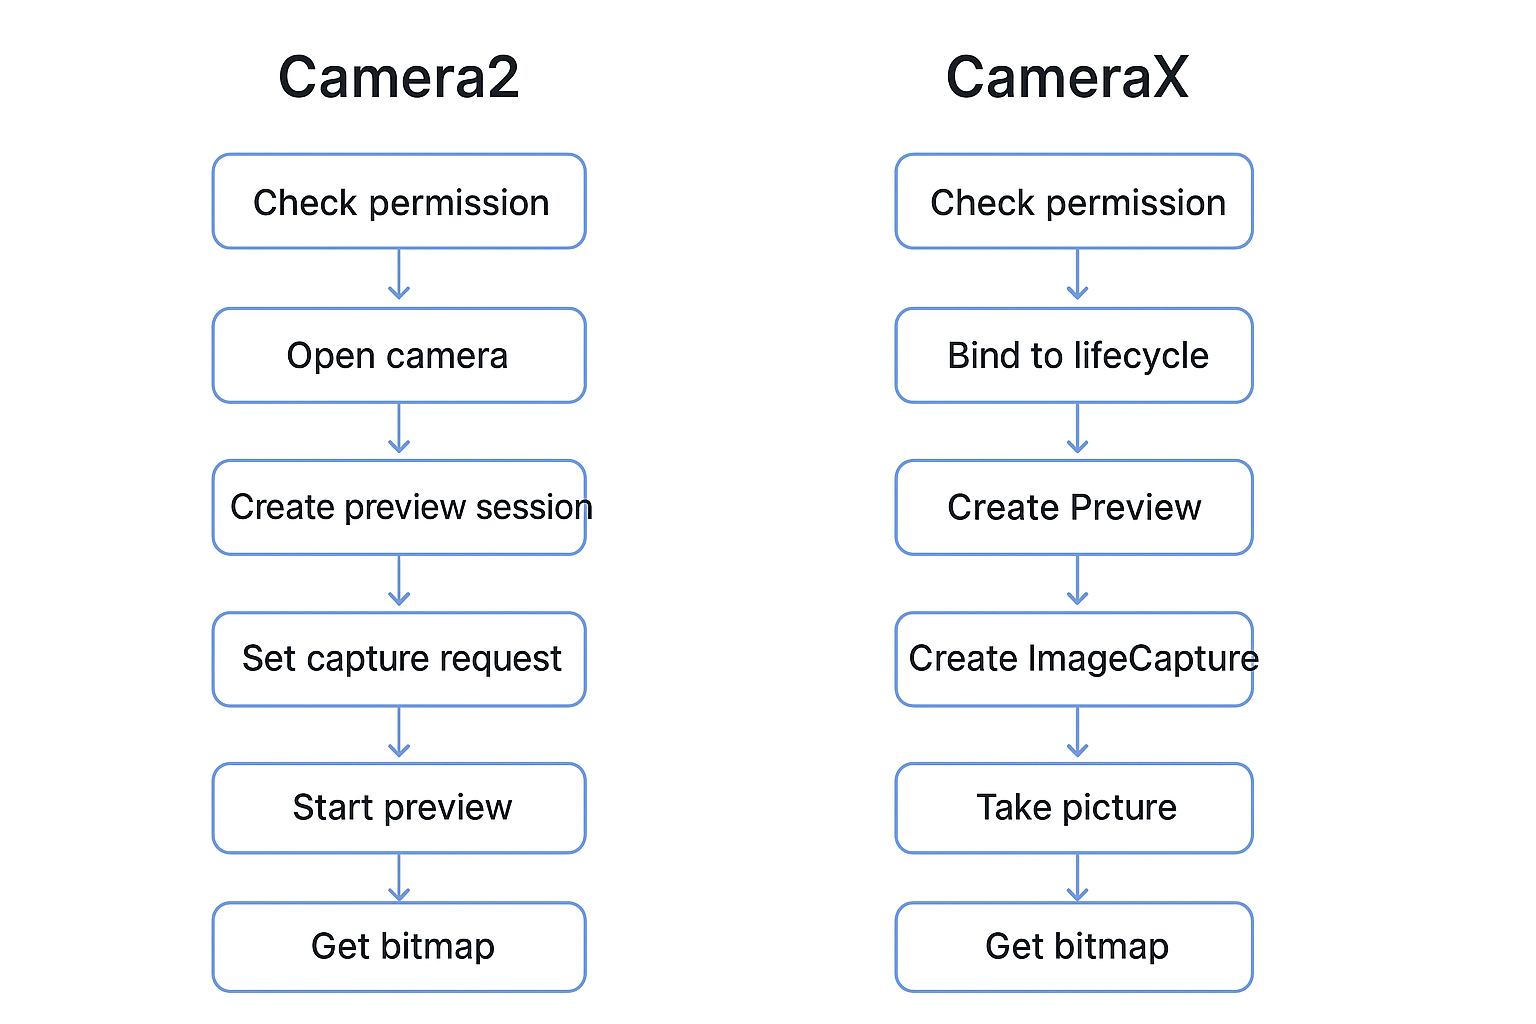 Camera2
Check permission
Open camera
Create preview session
Set capture request
Start preview
Get bitmap
CameraX
Check permission
Bind to lifecycle
Create Preview
Create ImageCapture
Take picture
Get bitmap